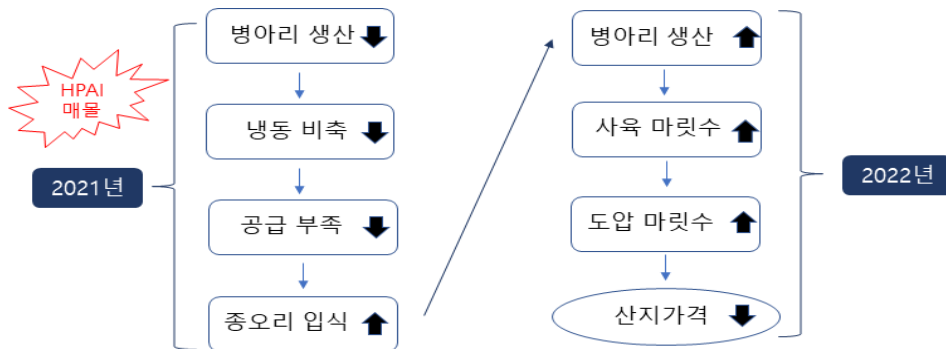 HPAI
매몰
2021년
병아리 생산
냉동 비축
공급 부족
종오리 입식
병아리 생산
사육 마릿수
도압 마릿수
산지가격
2022년